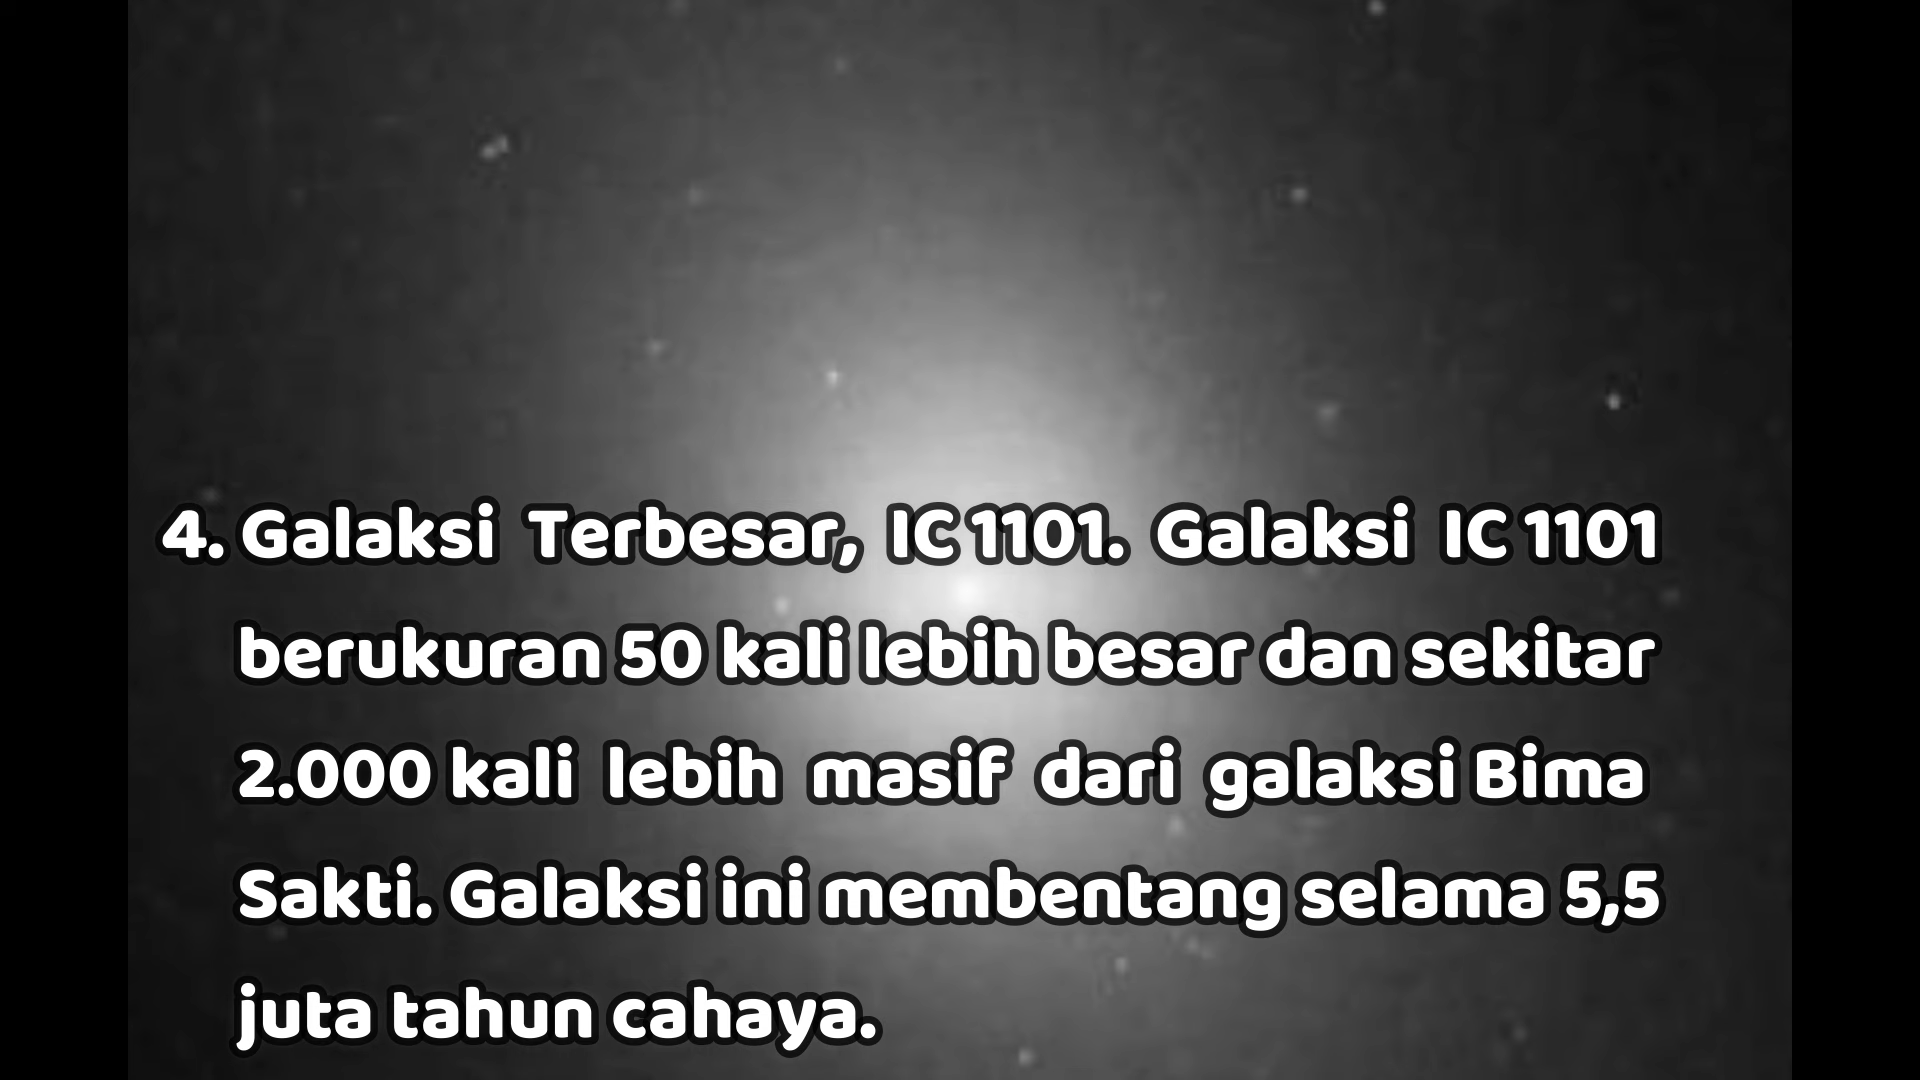 4. Galaksi Terbesar, IC 1101. Galaksi IC 1101
berukuran 50 kali lebih besar dan sekitar
2.000 kali lebih masif dari galaksi Bima
Sakti. Galaksi ini membentang selama 5,5
juta tahun cahaya.